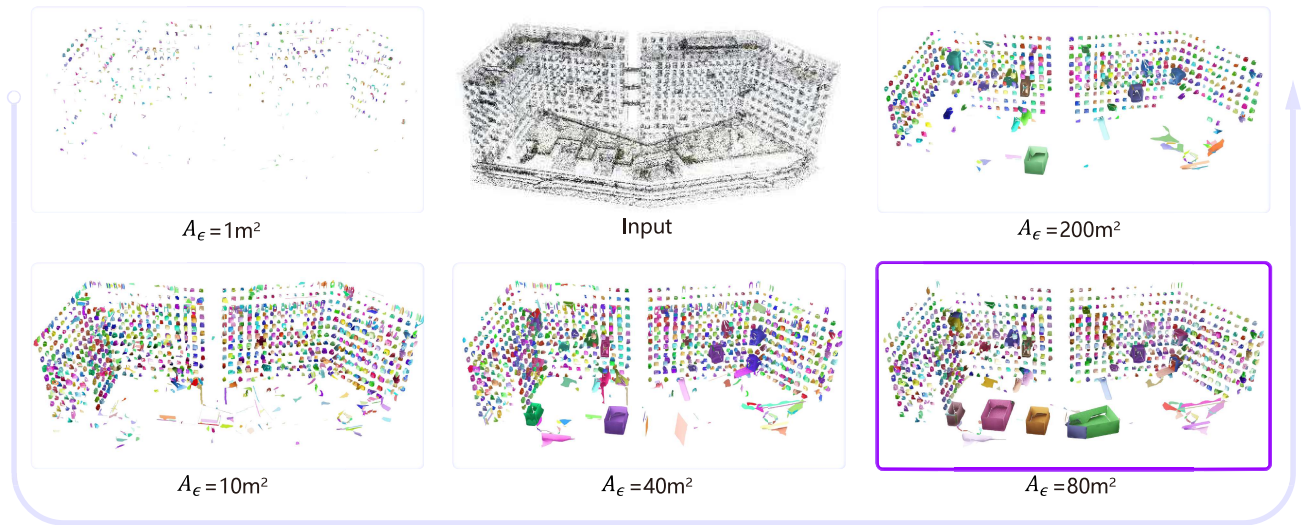 A_ϵ =1m²
Input
A_ϵ =200m²
A_ϵ =10m²
A_ϵ =40m²
A_ϵ =80m²